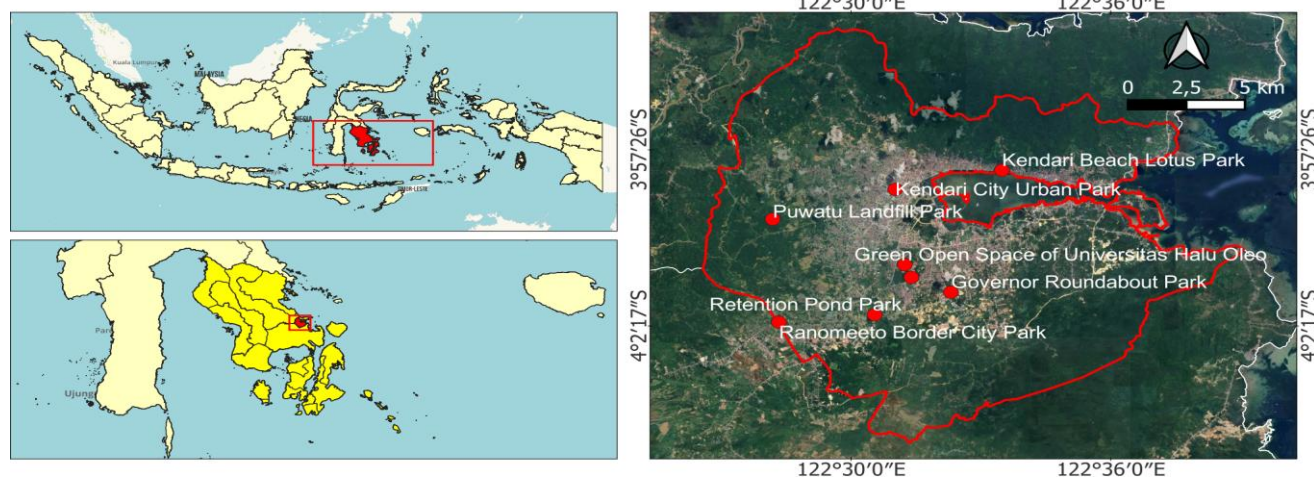 Kuala Lumpur
MALAYSIA
Ujung
122°30'0"E
122°36'0"E
0 2,5 5 km
3°57'26"S
3°57'26"S
Kendari Beach Lotus Park
Kendari City Urban Park
Puwatu Landfill Park
Green Open Space of Universitas Halu Oleo
Governor Roundabout Park
Retention Pond Park
Ranomeeto Border City Park
4°2'17"S
4°2'17"S
122°30'0"E
122°36'0"E